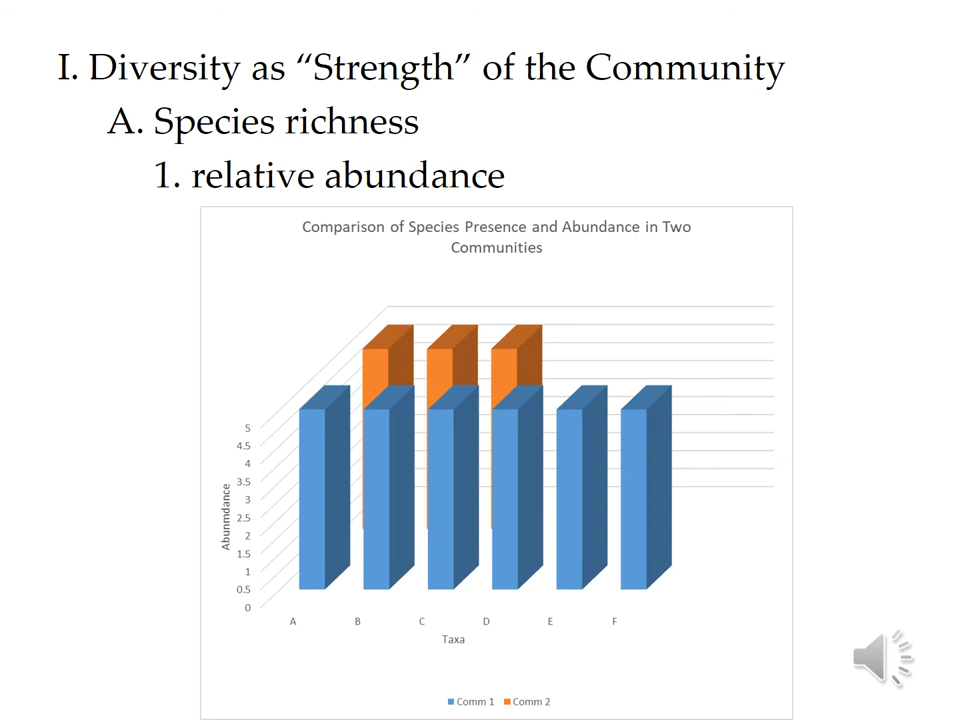 I. Diversity as “Strength” of the Community
A. Species richness
1. relative abundance
Comparison of Species Presence and Abundance in Two
Communities
5
4.5
4
3.5
3
2.5
2
1.5
1
0.5
0
Abunmdance
A B C D E F
Taxa
Comm 1 Comm 2